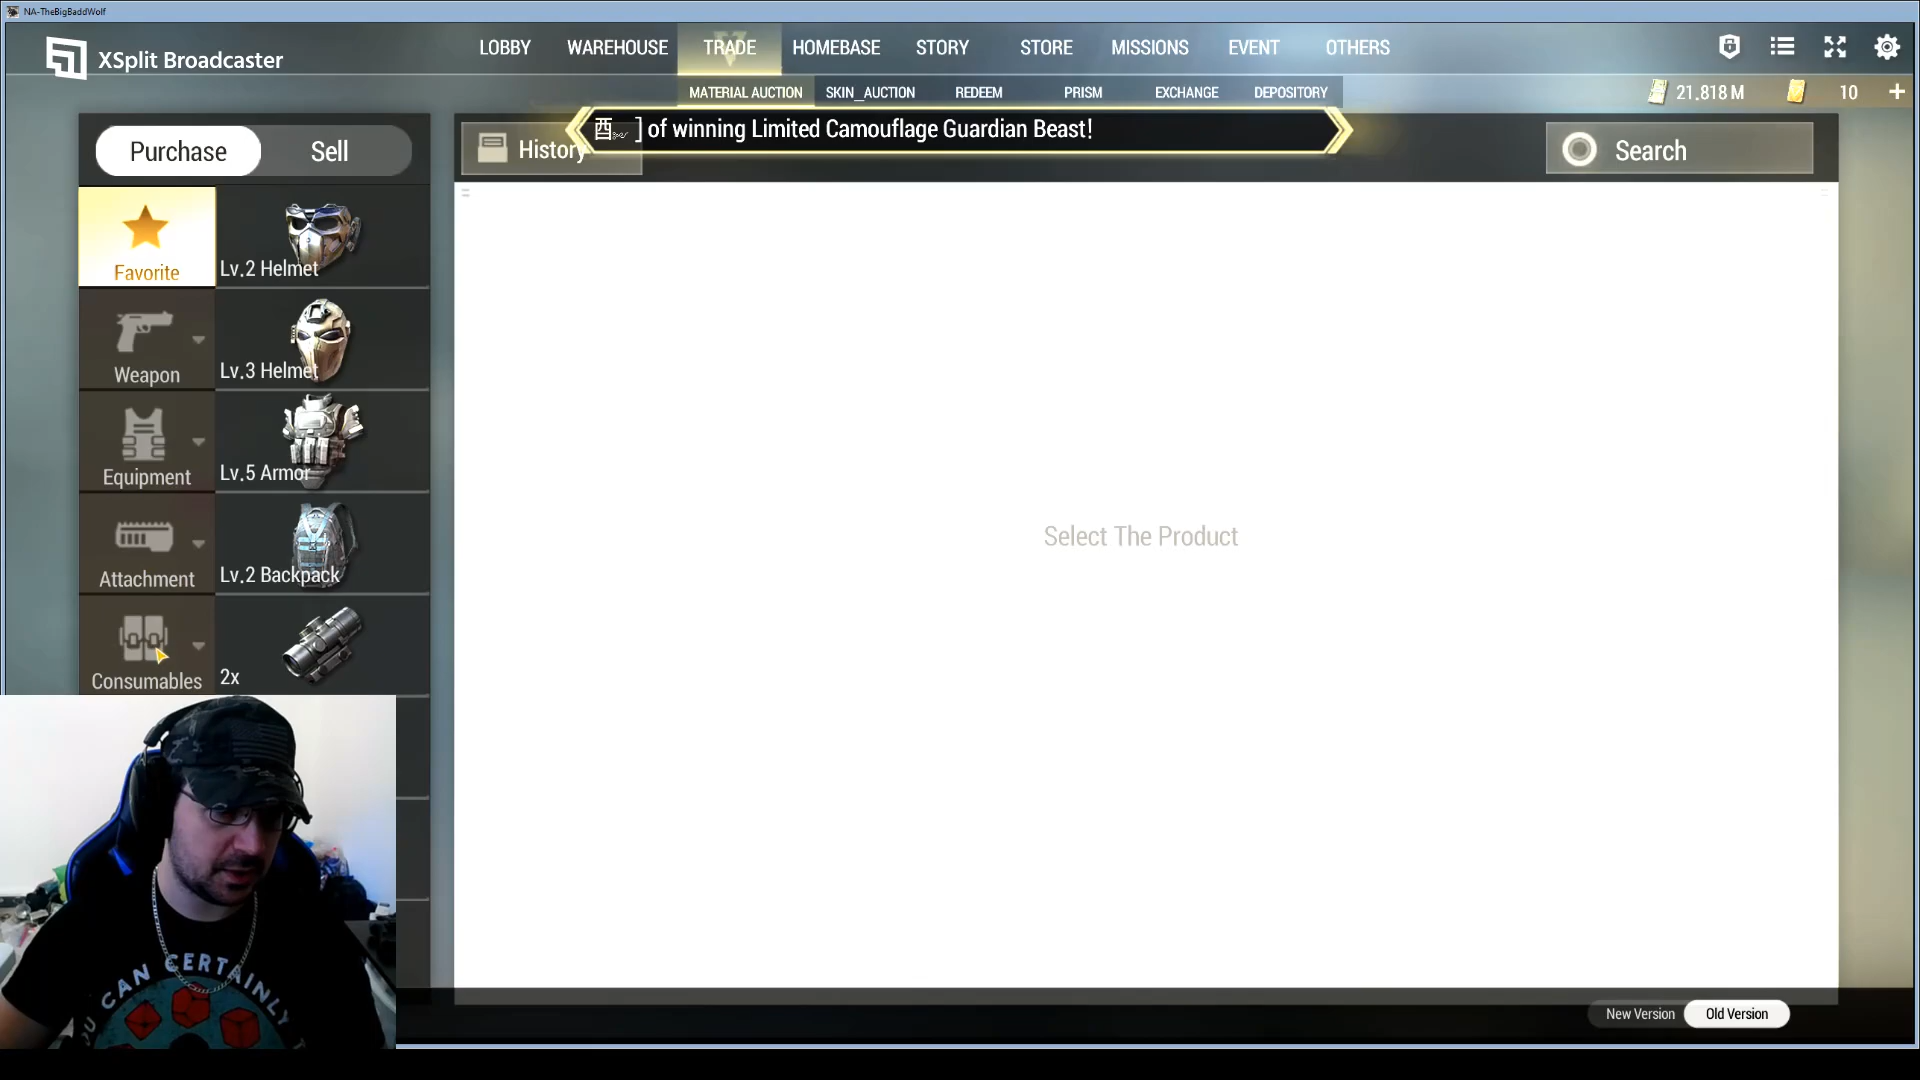 NA-TheBigBaddWolf
XSplit Broadcaster
LOBBY WAREHOUSE TRADE HOMEBASE STORY STORE MISSIONS EVENT OTHERS
MATERIAL AUCTION SKIN_AUCTION REDEEM PRISM EXCHANGE DEPOSITORY
21.818 M 10
] of winning Limited Camouflage Guardian Beast!
Purchase Sell
History
Search
Favorite
Lv.2 Helmet
Weapon
Lv.3 Helmet
Equipment
Lv.5 Armor
Attachment
Lv.2 Backpack
Consumables
2x
Select The Product
CAN CERTAINLY
New Version Old Version